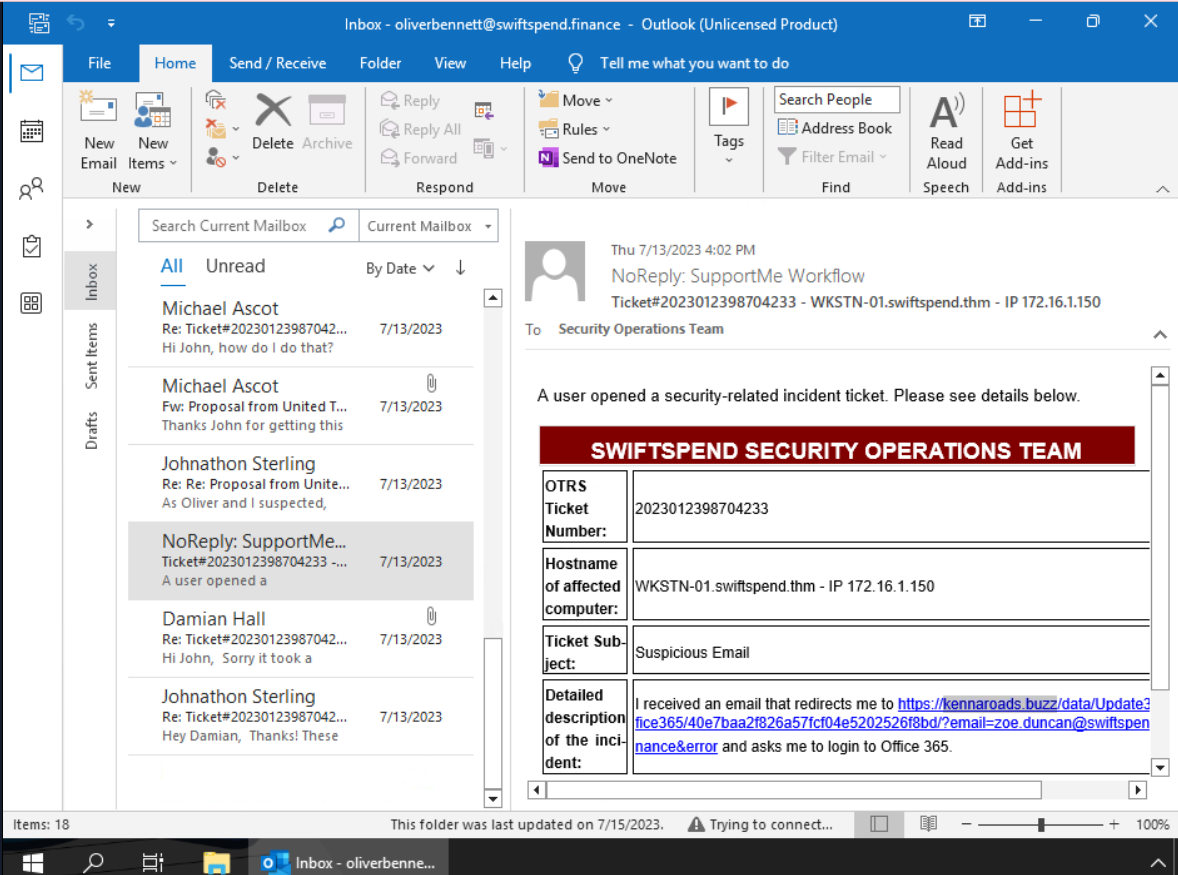 Inbox - oliverbennett@swiftspend.finance - Outlook (Unlicensed Product)
File Home Send / Receive Folder View Help Tell me what you want to do
New Email
New Items
New
Delete
Archive
Delete
Reply
Reply All
Forward
Respond
Move
Rules
Send to OneNote
Move
Tags
Search People
Address Book
Filter Email
Find
Read Aloud
Speech
Get Add-ins
Add-ins
Inbox
Sent Items
Drafts
Search Current Mailbox Current Mailbox
All Unread By Date
Michael Ascot
Re: Ticket#20230123987042... 7/13/2023
Hi John, how do I do that?
Michael Ascot
Fw: Proposal from United T... 7/13/2023
Thanks John for getting this
Johnathon Sterling
Re: Re: Proposal from Unite... 7/13/2023
As Oliver and I suspected,
NoReply: SupportMe...
Ticket#2023012398704233 -... 7/13/2023
A user opened a
Damian Hall
Re: Ticket#20230123987042... 7/13/2023
Hi John, Sorry it took a
Johnathon Sterling
Re: Ticket#20230123987042... 7/13/2023
Hey Damian, Thanks! These
Thu 7/13/2023 4:02 PM
NoReply: SupportMe Workflow
Ticket#2023012398704233 - WKSTN-01.swiftspend.thm - IP 172.16.1.150
To Security Operations Team
A user opened a security-related incident ticket. Please see details below.
SWIFTSPEND SECURITY OPERATIONS TEAM
OTRS
Ticket
Number:
2023012398704233
Hostname
of affected
computer:
WKSTN-01.swiftspend.thm - IP 172.16.1.150
Ticket Sub-
ject:
Suspicious Email
Detailed
description
of the inci-
dent:
I received an email that redirects me to https://kennaroads.buzz/data/Update3
fice365/40e7baa2f826a57fcf04e5202526f8bd/?email=zoe.duncan@swiftspen
nance&error and asks me to login to Office 365.
Items: 18 This folder was last updated on 7/15/2023. Trying to connect... 100%
Inbox - oliverbenne...